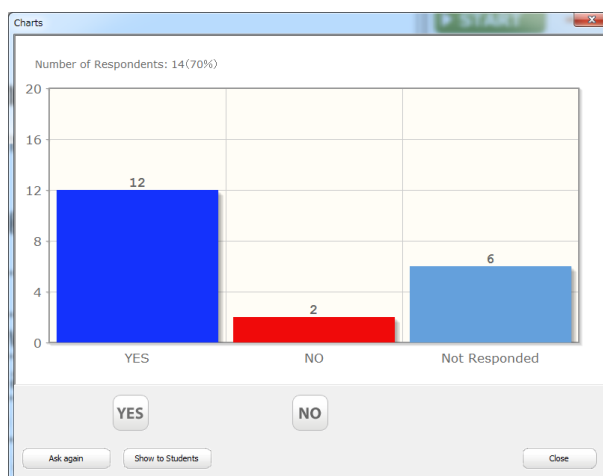 START
Charts
Number of Respondents: 14(70%)
20
16
12
8
4
0
12
2
6
YES
NO
Not Responded
YES
NO
Ask again
Show to Students
Close